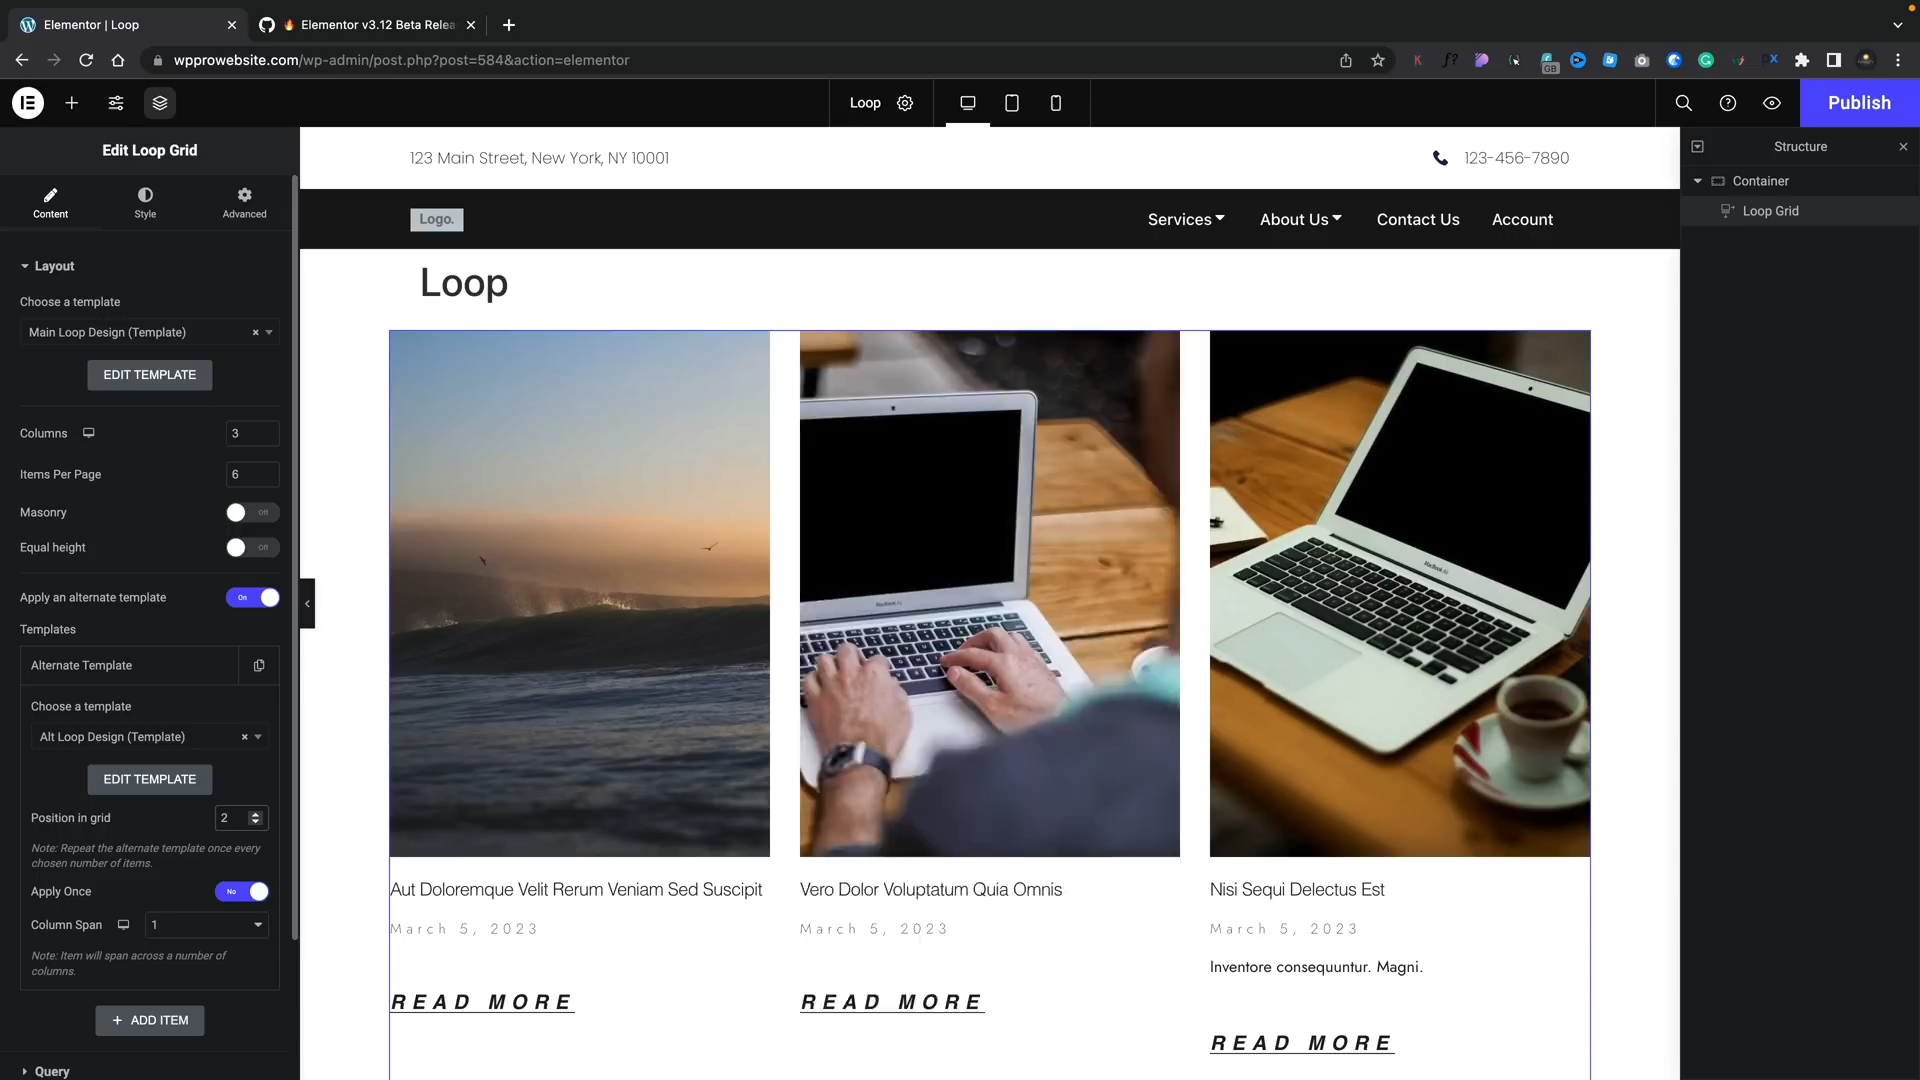 Elementor | Loop
🔥 Elementor v3.12 Beta Relea
wpprowebsite.com/wp-admin/post.php?post=584&action=elementor
GB
Loop
Publish
Edit Loop Grid
Content
Style
Advanced
Layout
Choose a template
Main Loop Design (Template)
EDIT TEMPLATE
Columns
3
Items Per Page
6
Masonry
Off
Equal height
Off
Apply an alternate template
On
Templates
Alternate Template
Choose a template
Alt Loop Design (Template)
EDIT TEMPLATE
Position in grid
2
Note: Repeat the alternate template once every
chosen number of items.
Apply Once
No
Column Span
1
Note: Item will span across a number of
columns.
+ ADD ITEM
Query
123 Main Street, New York, NY 10001
123-456-7890
Logo.
Services
About Us
Contact Us
Account
Loop
MacBook Air
MacBook Air
Aut Doloremque Velit Rerum Veniam Sed Suscipit
March 5, 2023
READ MORE
Vero Dolor Voluptatum Quia Omnis
March 5, 2023
READ MORE
Nisi Sequi Delectus Est
March 5, 2023
Inventore consequuntur. Magni.
READ MORE
Structure
Container
Loop Grid